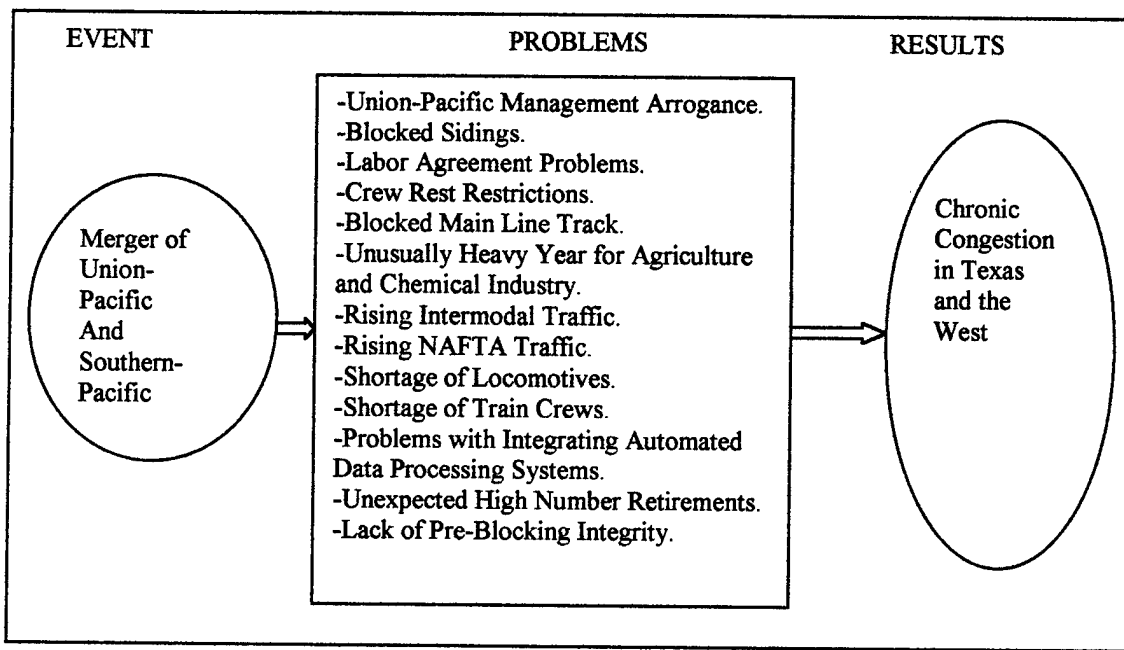 EVENT
PROBLEMS
RESULTS
Merger of
Union-
Pacific
And
Southern-
Pacific
-Union-Pacific Management Arrogance.
-Blocked Sidings.
-Labor Agreement Problems.
-Crew Rest Restrictions.
-Blocked Main Line Track.
-Unusually Heavy Year for Agriculture
and Chemical Industry.
-Rising Intermodal Traffic.
-Rising NAFTA Traffic.
-Shortage of Locomotives.
-Shortage of Train Crews.
-Problems with Integrating Automated
Data Processing Systems.
-Unexpected High Number Retirements.
-Lack of Pre-Blocking Integrity.
Chronic
Congestion
in Texas
and the
West